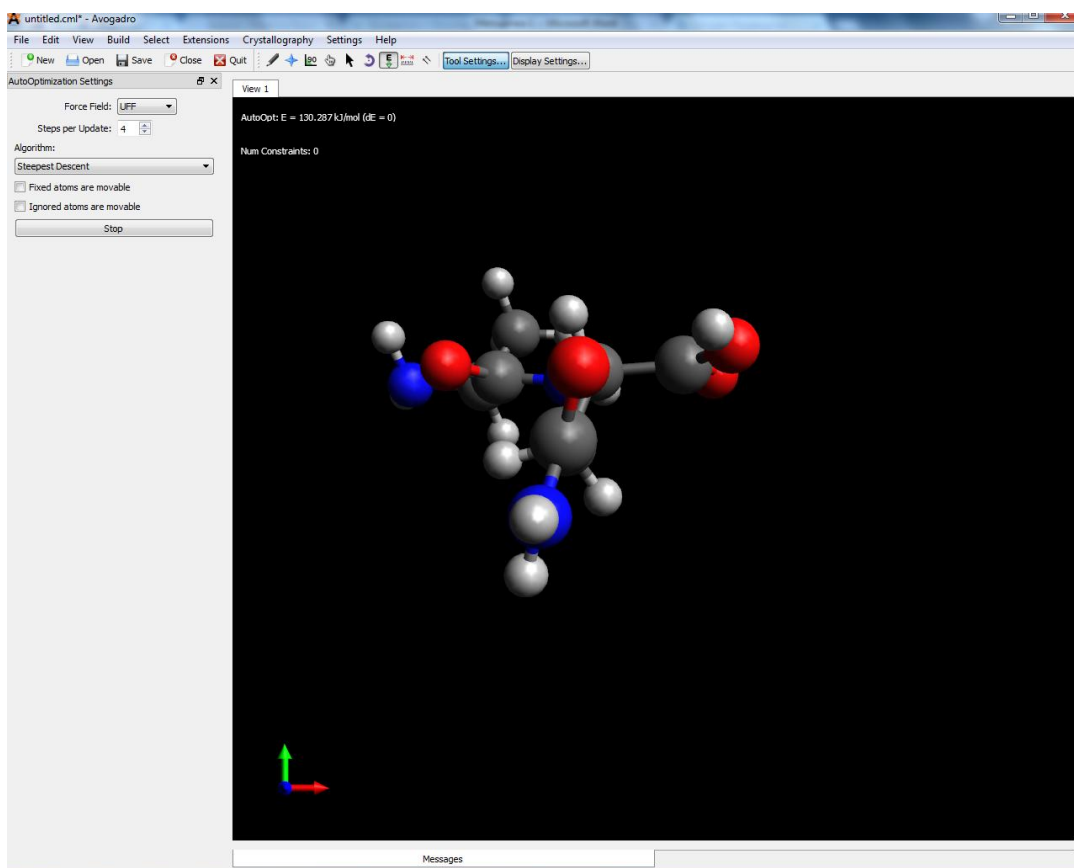 untitled.cml* - Avogadro
File Edit View Build Select Extensions Crystallography Settings Help
New Open Save Close Quit Tool Settings... Display Settings...
AutoOptimization Settings
Force Field: UFF
Steps per Update: 4
Algorithm:
Steepest Descent
Fixed atoms are movable
Ignored atoms are movable
Stop
View 1
AutoOpt: E = 130.287 kJ/mol (dE = 0)
Num Constraints: 0
Messages